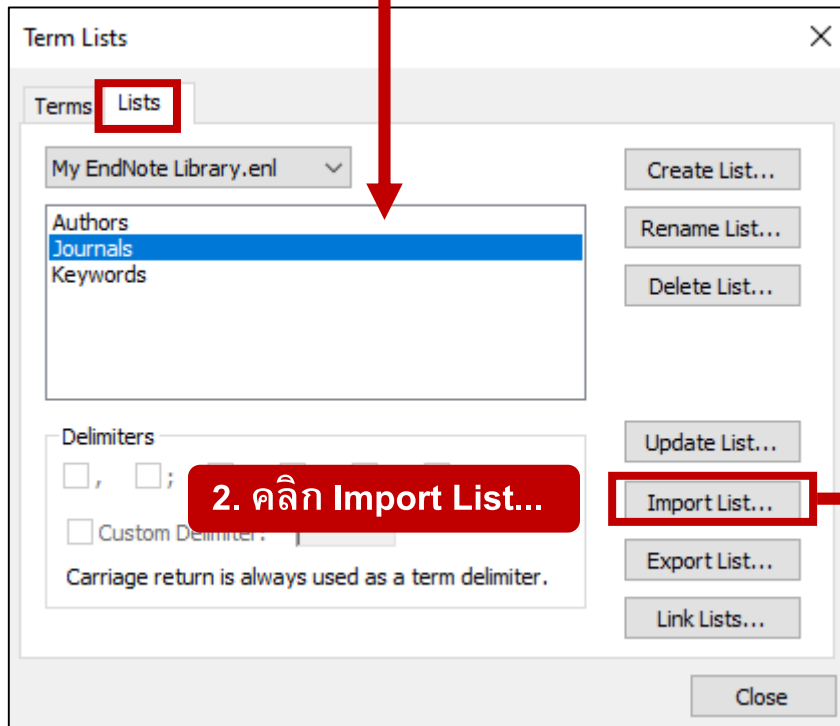 Term Lists
Terms Lists
My EndNote Library.enl
Create List...
Authors
Rename List...
Journals
Keywords
Delete List...
Delimiters
Update List...
, ;
2. คลิก Import List...
Import List...
Custom Delimiter:
Export List...
Carriage return is always used as a term delimiter.
Link Lists...
Close